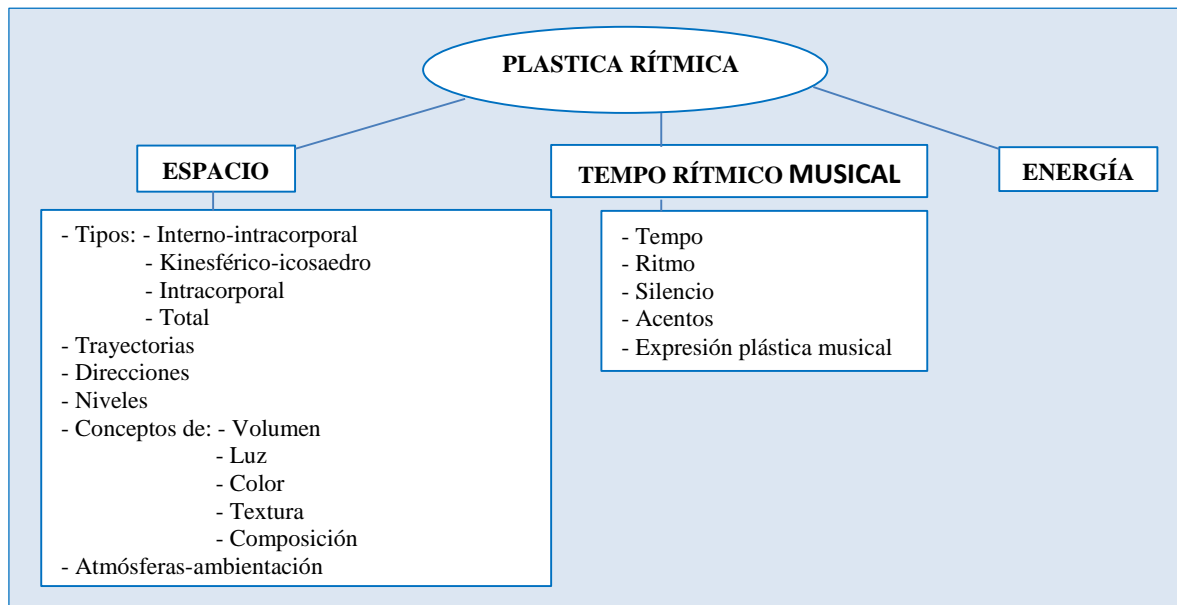 PLASTICA RÍTMICA
ESPACIO
TEMPO RÍTMICO MUSICAL
ENERGÍA
- Tipos: - Interno-intracorporal
- Kinesférico-icosaedro
- Intracorporal
- Total
- Trayectorias
- Direcciones
- Niveles
- Conceptos de: - Volumen
- Luz
- Color
- Textura
- Composición
- Atmósferas-ambientación
- Tempo
- Ritmo
- Silencio
- Acentos
- Expresión plástica musical